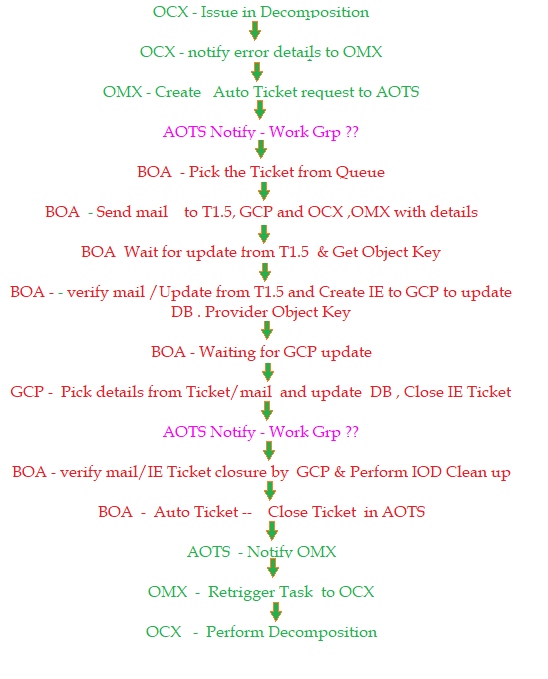 OCX - Issue in Decomposition
OCX - notify error details to OMX
OMX - Create Auto Ticket request to AOTS
AOTS Notify - Work Grp ??
BOA - Pick the Ticket from Queue
BOA - Send mail to T1.5, GCP and OCX ,OMX with details
BOA Wait for update from T1.5 & Get Object Key
BOA - - verify mail /Update from T1.5 and Create IE to GCP to update
DB . Provider Object Key
BOA - Waiting for GCP update
GCP - Pick details from Ticket/mail and update DB , Close IE Ticket
AOTS Notify - Work Grp ??
BOA - verify mail/IE Ticket closure by GCP & Perform IOD Clean up
BOA - Auto Ticket -- Close Ticket in AOTS
AOTS - Notify OMX
OMX - Retrigger Task to OCX
OCX - Perform Decomposition